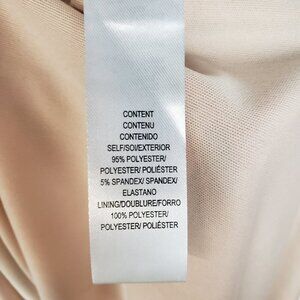 CONTENT
CONTENU
CONTENIDO
SELF/SOI/EXTERIOR
95% POLYESTER/
POLYESTER/ POLIÉSTER
5% SPANDEX/ SPANDEX/
ELASTANO
LINING/DOUBLURE/FORRO
100% POLYESTER/
POLYESTER/ POLIÉSTER